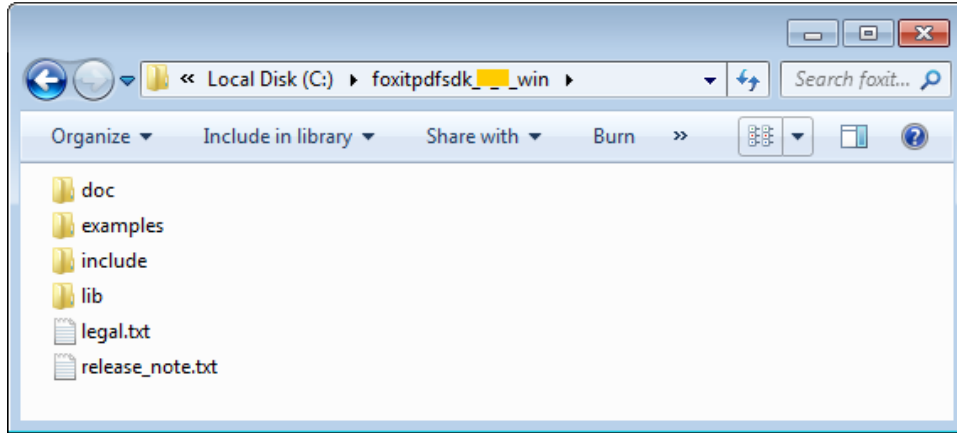 « Local Disk (C:) ▸ foxitpdfsdk_ _ _win ▸ Search foxit...
Organize ▾ Include in library ▾ Share with ▾ Burn »
doc
examples
include
lib
legal.txt
release_note.txt